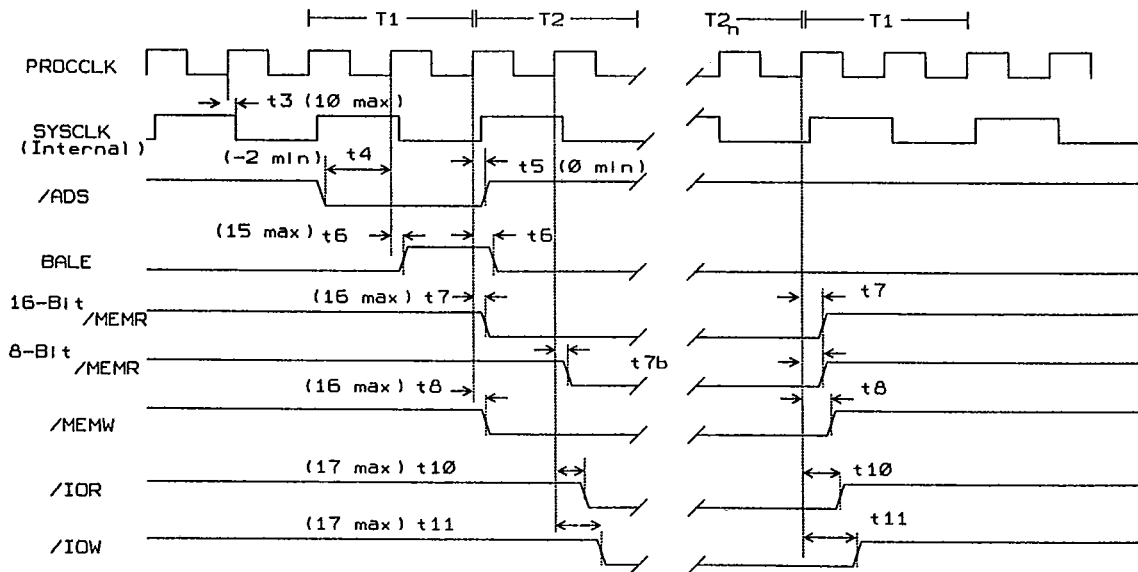 T1 T2 T2n T1
PROCCLK
t3 (10 max)
SYSCLK
(Internal)
(-2 min) t4 t5 (0 min)
/ADS
(15 max) t6 t6
BALE
16-Bit (16 max) t7 t7
/MEMR
8-Bit
/MEMR t7b
(16 max) t8 t8
/MEMW
(17 max) t10 t10
/IOR
(17 max) t11 t11
/IOW